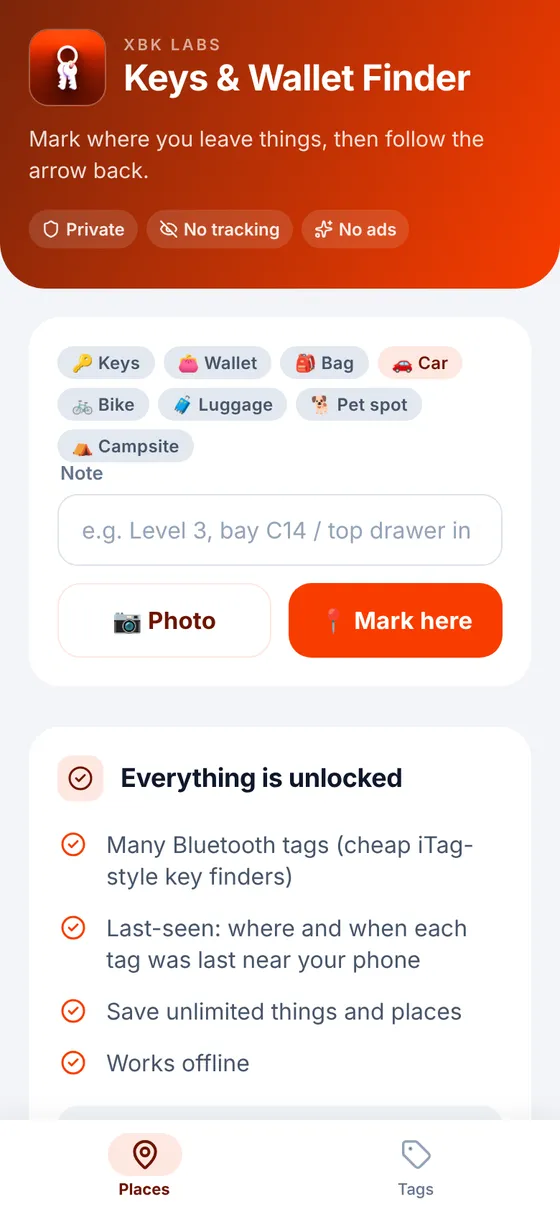 XBK LABS
Keys & Wallet Finder
Mark where you leave things, then follow the
arrow back.
Private
No tracking
No ads
🔑 Keys
👛 Wallet
🎒 Bag
🚗 Car
🚲 Bike
🧳 Luggage
🐕 Pet spot
⛺ Campsite
Note
e.g. Level 3, bay C14 / top drawer in
📷 Photo
📍 Mark here
Everything is unlocked
Many Bluetooth tags (cheap iTag-
style key finders)
Last-seen: where and when each
tag was last near your phone
Save unlimited things and places
Works offline
Places
Tags